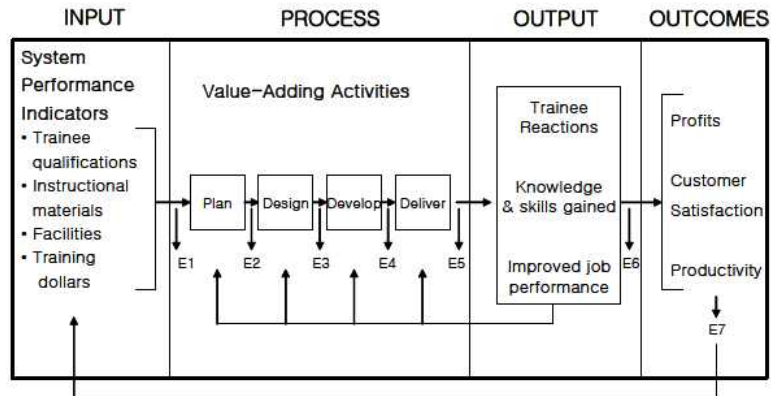 INPUT
PROCESS
OUTPUT
OUTCOMES
System
Performance
Indicators
• Trainee
qualifications
• Instructional
materials
• Facilities
• Training
dollars
Value-Adding Activities
Plan
Design
Develop
Deliver
E1
E2
E3
E4
E5
Trainee
Reactions
Knowledge
& skills gained
Improved job
performance
E6
Profits
Customer
Satisfaction
Productivity
E7